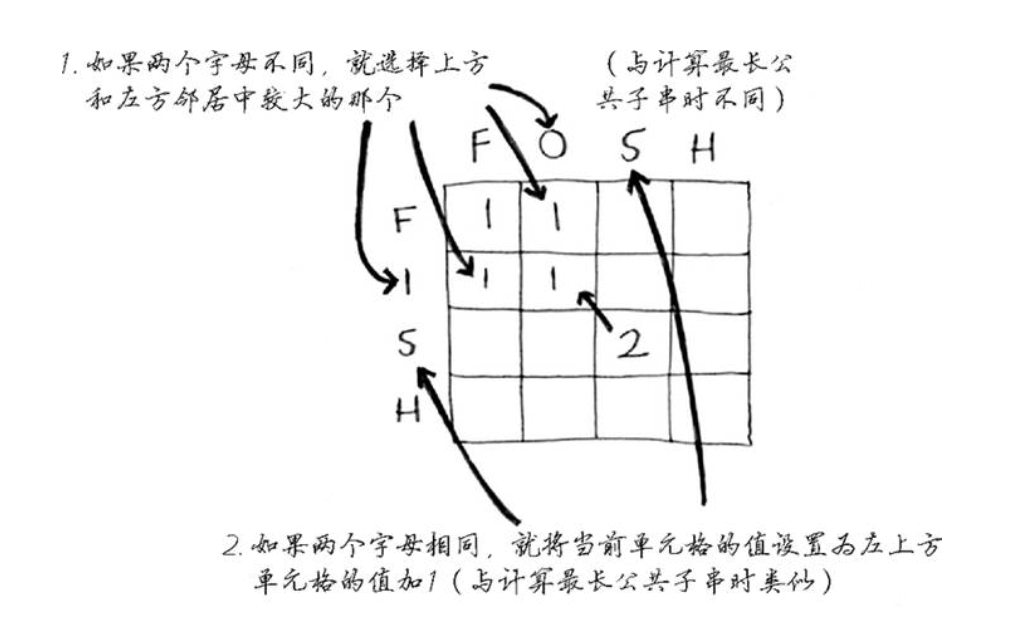 1. 如果两个字母不同，就选择上方
和左方邻居中较大的那个
（与计算最长公
共子串时不同）
F O S H
F 1 1
I 1 1
S 2
H
2. 如果两个字母相同，就将当前单元格的值设置为左上方
单元格的值加1（与计算最长公共子串时类似）